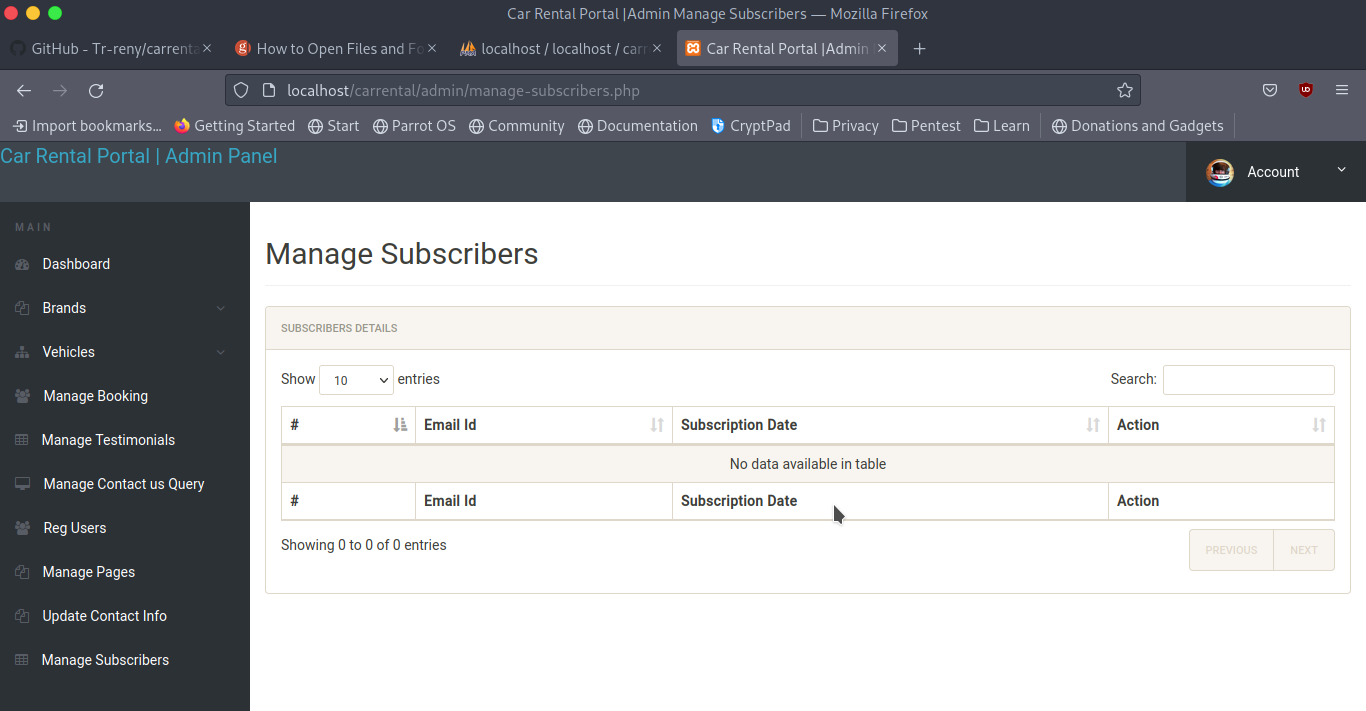 Car Rental Portal |Admin Manage Subscribers — Mozilla Firefox
GitHub - Tr-reny/carrenta
How to Open Files and Fo
localhost / localhost / carr
Car Rental Portal |Admin
localhost/carrental/admin/manage-subscribers.php
Import bookmarks... Getting Started Start Parrot OS Community Documentation CryptPad Privacy Pentest Learn Donations and Gadgets
Car Rental Portal | Admin Panel
Account
MAIN
Dashboard
Brands
Vehicles
Manage Booking
Manage Testimonials
Manage Contact us Query
Reg Users
Manage Pages
Update Contact Info
Manage Subscribers
Manage Subscribers
SUBSCRIBERS DETAILS
Show 10 entries
Search:
# Email Id Subscription Date Action
No data available in table
# Email Id Subscription Date Action
Showing 0 to 0 of 0 entries
PREVIOUS NEXT